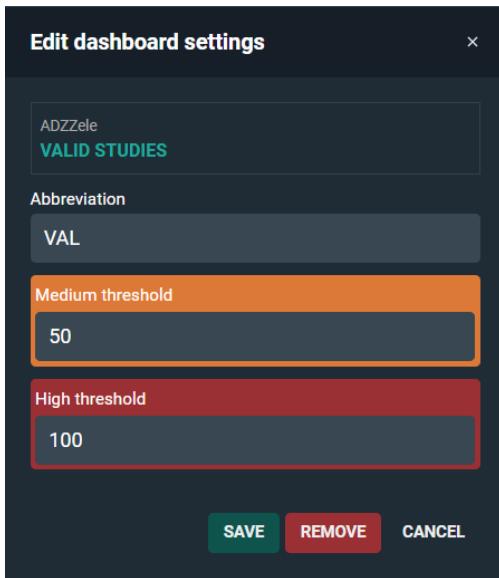 Edit dashboard settings ×
ADZZele
VALID STUDIES
Abbreviation
VAL
Medium threshold
50
High threshold
100
SAVE REMOVE CANCEL